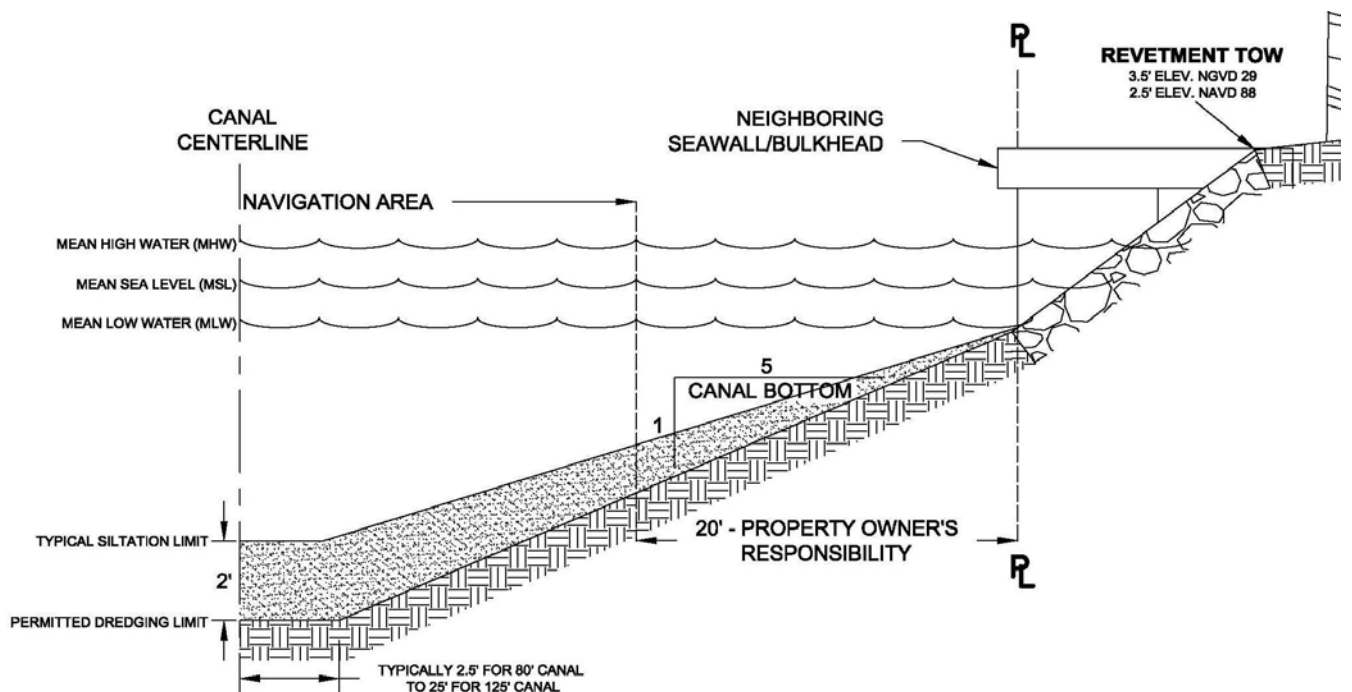 PL
REVETMENT TOW
3.5' ELEV. NGVD 29
2.5' ELEV. NAVD 88
CANAL
CENTERLINE
NEIGHBORING
SEAWALL/BULKHEAD
NAVIGATION AREA
MEAN HIGH WATER (MHW)
MEAN SEA LEVEL (MSL)
MEAN LOW WATER (MLW)
5
CANAL BOTTOM
1
20' - PROPERTY OWNER'S
RESPONSIBILITY
TYPICAL SILTATION LIMIT
2'
PL
PERMITTED DREDGING LIMIT
TYPICALLY 2.5' FOR 80' CANAL
TO 25' FOR 125' CANAL